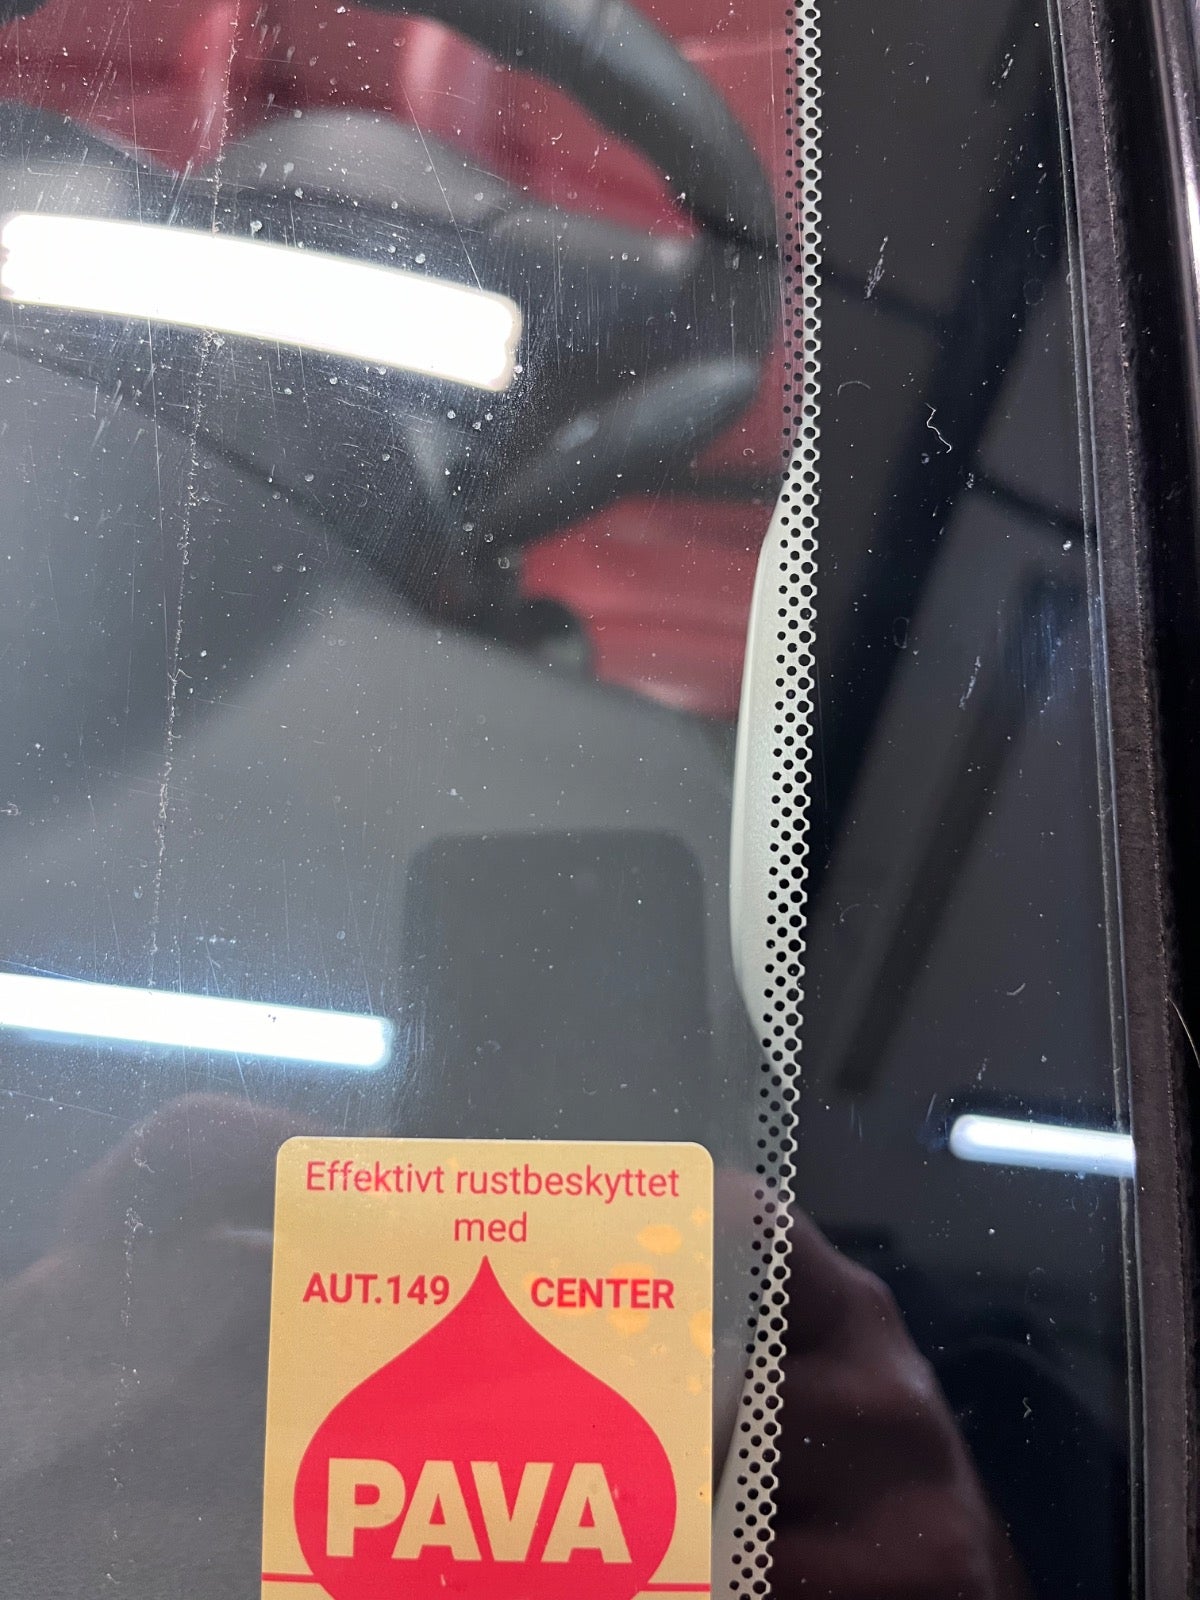 Effektivt rustbeskyttet
med
AUT.149 CENTER
PAVA